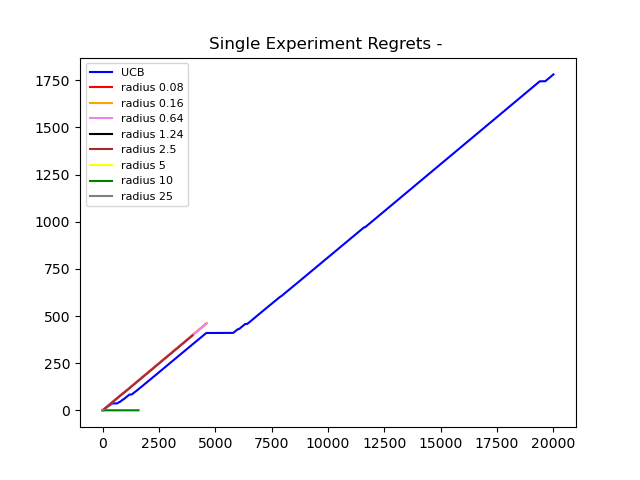 Single Experiment Regrets -
UCB
radius 0.08
radius 0.16
radius 0.64
radius 1.24
radius 2.5
radius 5
radius 10
radius 25
1750
1500
1250
1000
750
500
250
0
0 2500 5000 7500 10000 12500 15000 17500 20000